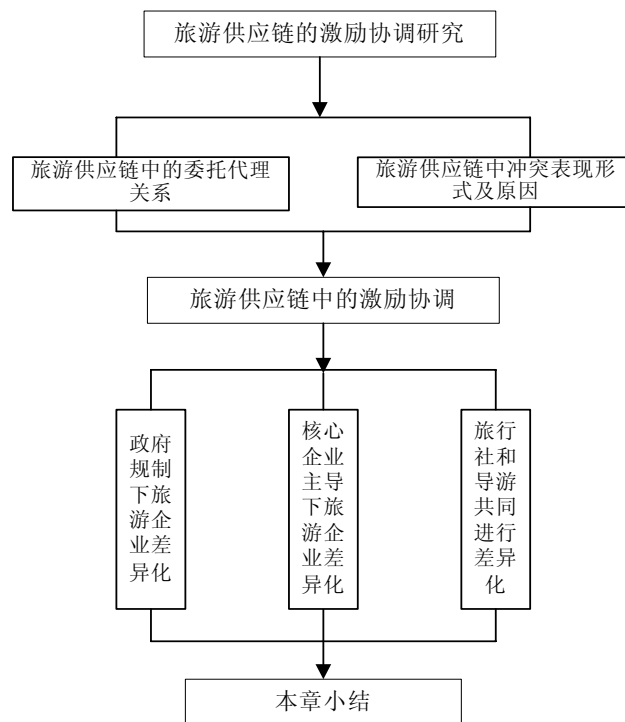 旅游供应链的激励协调研究
旅游供应链中的委托代理
关系
旅游供应链中冲突表现形
式及原因
旅游供应链中的激励协调
政府
规制
下旅
游企
业差
异化
核心
企业
主导
下旅
游企
业差
异化
旅行
社和
导游
共同
进行
差异
化
本章小结